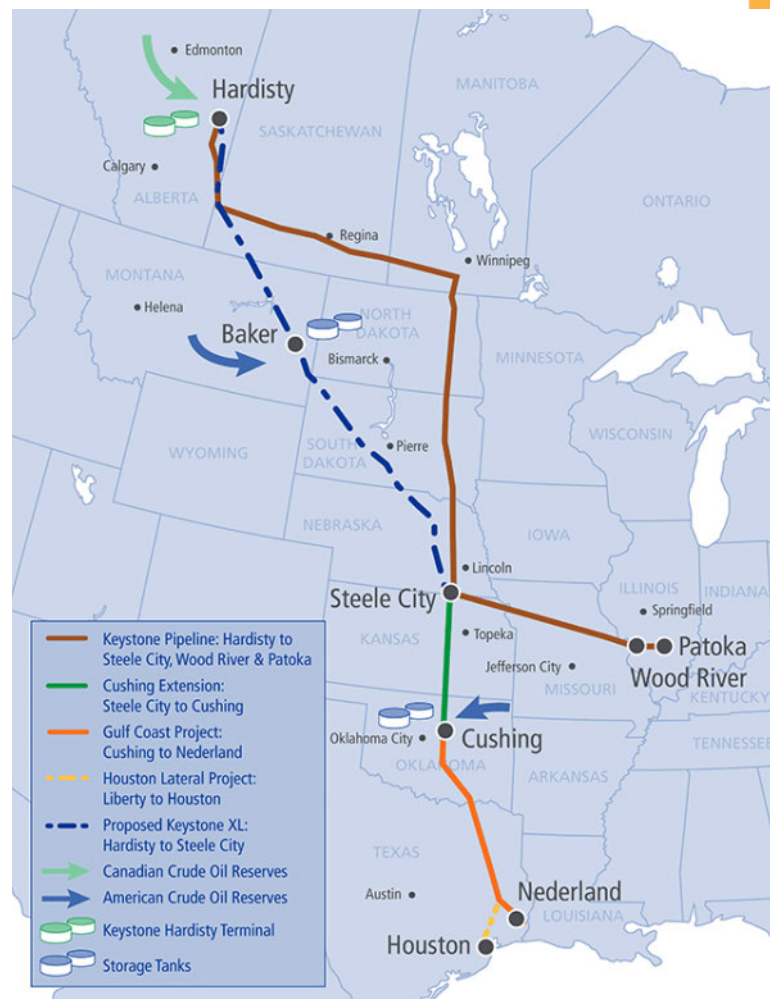 Edmonton
Hardisty
MANITOBA
SASKATCHEWAN
Calgary
ALBERTA
ONTARIO
Regina
Winnipeg
MONTANA
Helena
NORTH
DAKOTA
Baker
Bismarck
MINNESOTA
WISCONSIN
WYOMING
SOUTH
DAKOTA
Pierre
NEBRASKA
IOWA
Lincoln
Steele City
ILLINOIS
INDIANA
Springfield
KANSAS
Topeka
Patoka
Jefferson City
Wood River
MISSOURI
KENTUCKY
Oklahoma City
Cushing
OKLAHOMA
TENNESSEE
ARKANSAS
TEXAS
Austin
Nederland
LOUISIANA
Houston
Keystone Pipeline: Hardisty to
Steele City, Wood River & Patoka
Cushing Extension:
Steele City to Cushing
Gulf Coast Project:
Cushing to Nederland
Houston Lateral Project:
Liberty to Houston
Proposed Keystone XL:
Hardisty to Steele City
Canadian Crude Oil Reserves
American Crude Oil Reserves
Keystone Hardisty Terminal
Storage Tanks